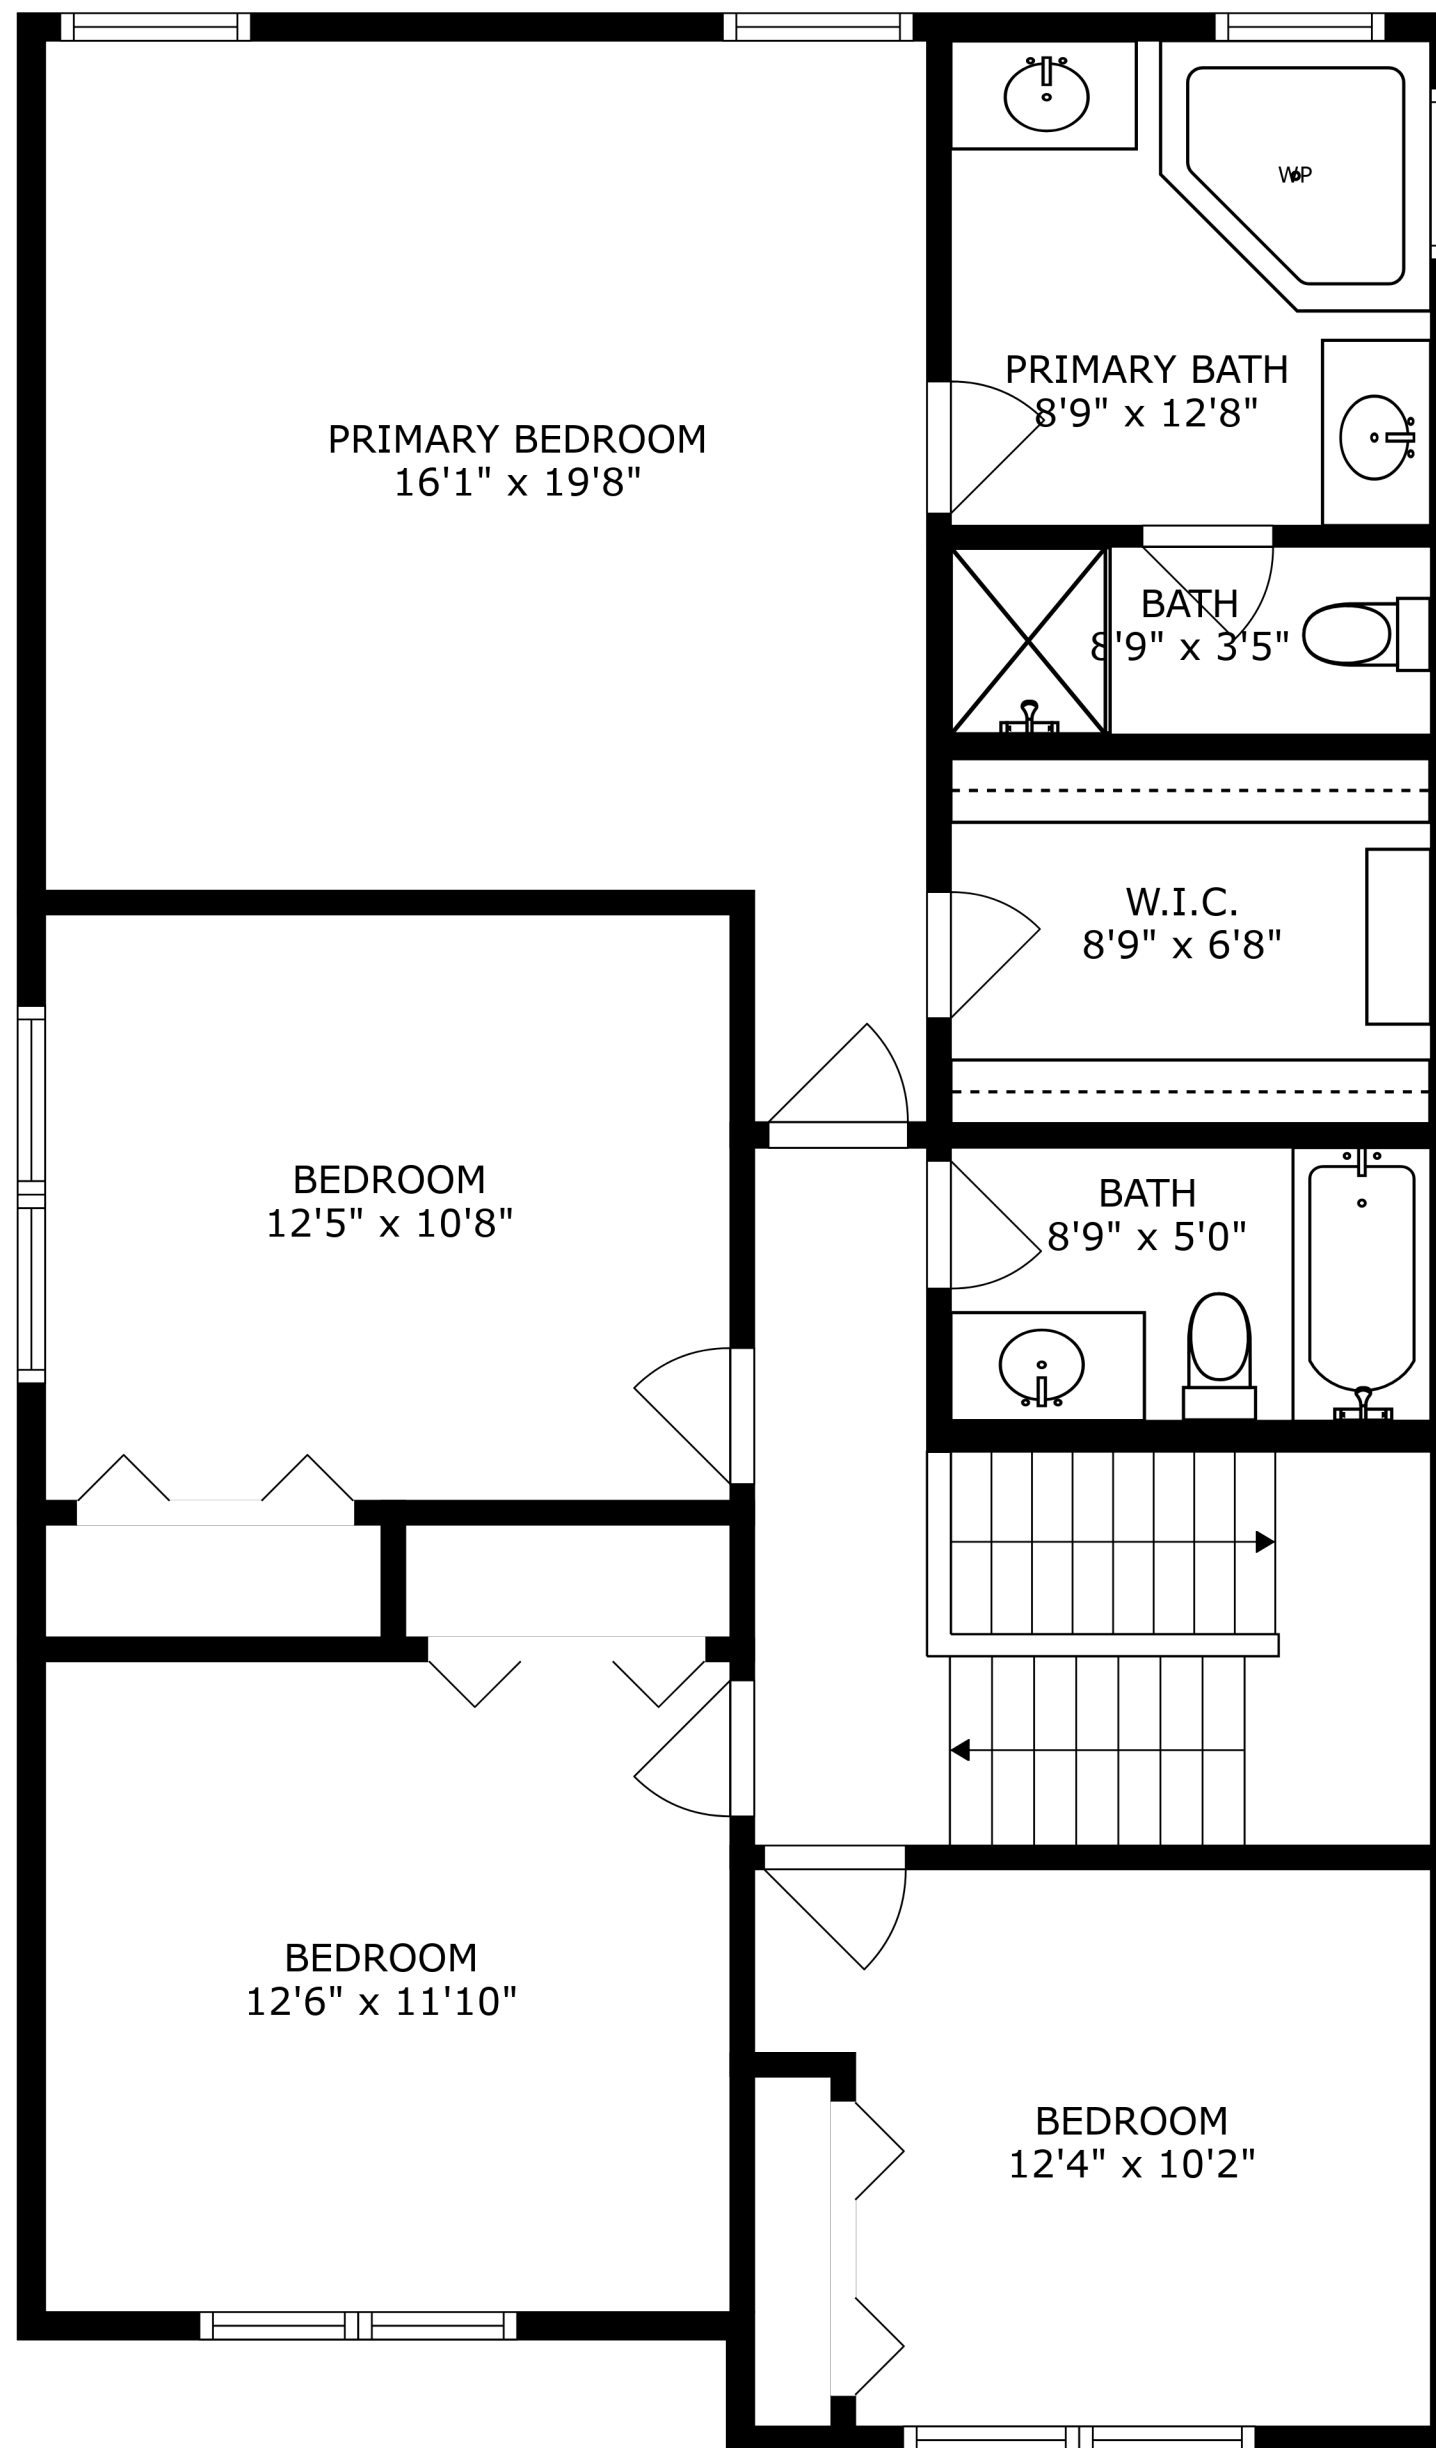 WP
PRIMARY BATH
8'9" x 12'8"
PRIMARY BEDROOM
16'1" x 19'8"
BATH
8'9" x 3'5"
W.I.C.
8'9" x 6'8"
BEDROOM
12'5" x 10'8"
BATH
8'9" x 5'0"
BEDROOM
12'6" x 11'10"
BEDROOM
12'4" x 10'2"